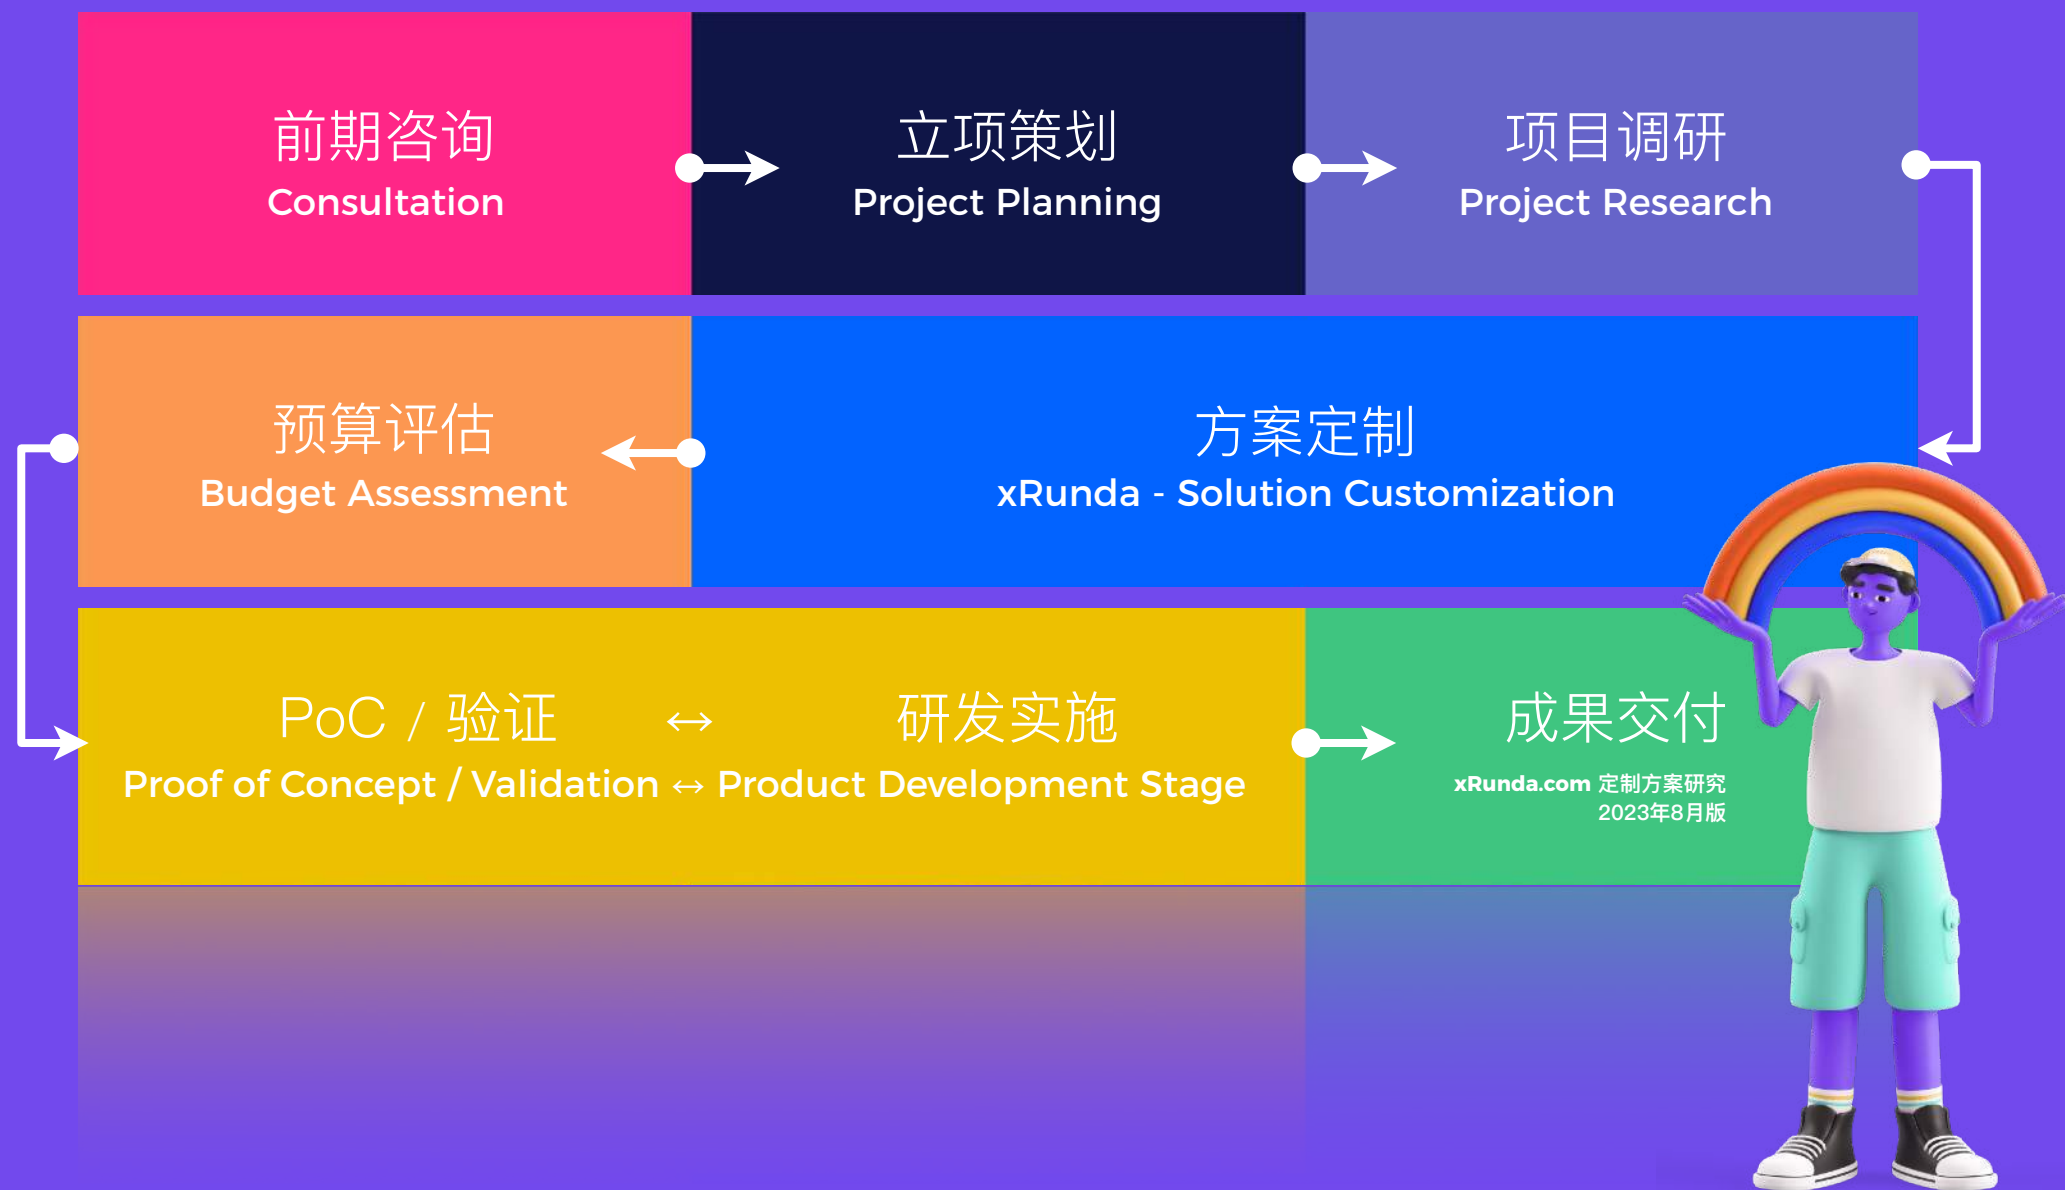 前期咨询
Consultation
立项策划
Project Planning
项目调研
Project Research
预算评估
Budget Assessment
方案定制
xRunda - Solution Customization
PoC / 验证 ↔ 研发实施
Proof of Concept / Validation ↔ Product Development Stage
成果交付
xRunda.com 定制方案研究
2023年8月版